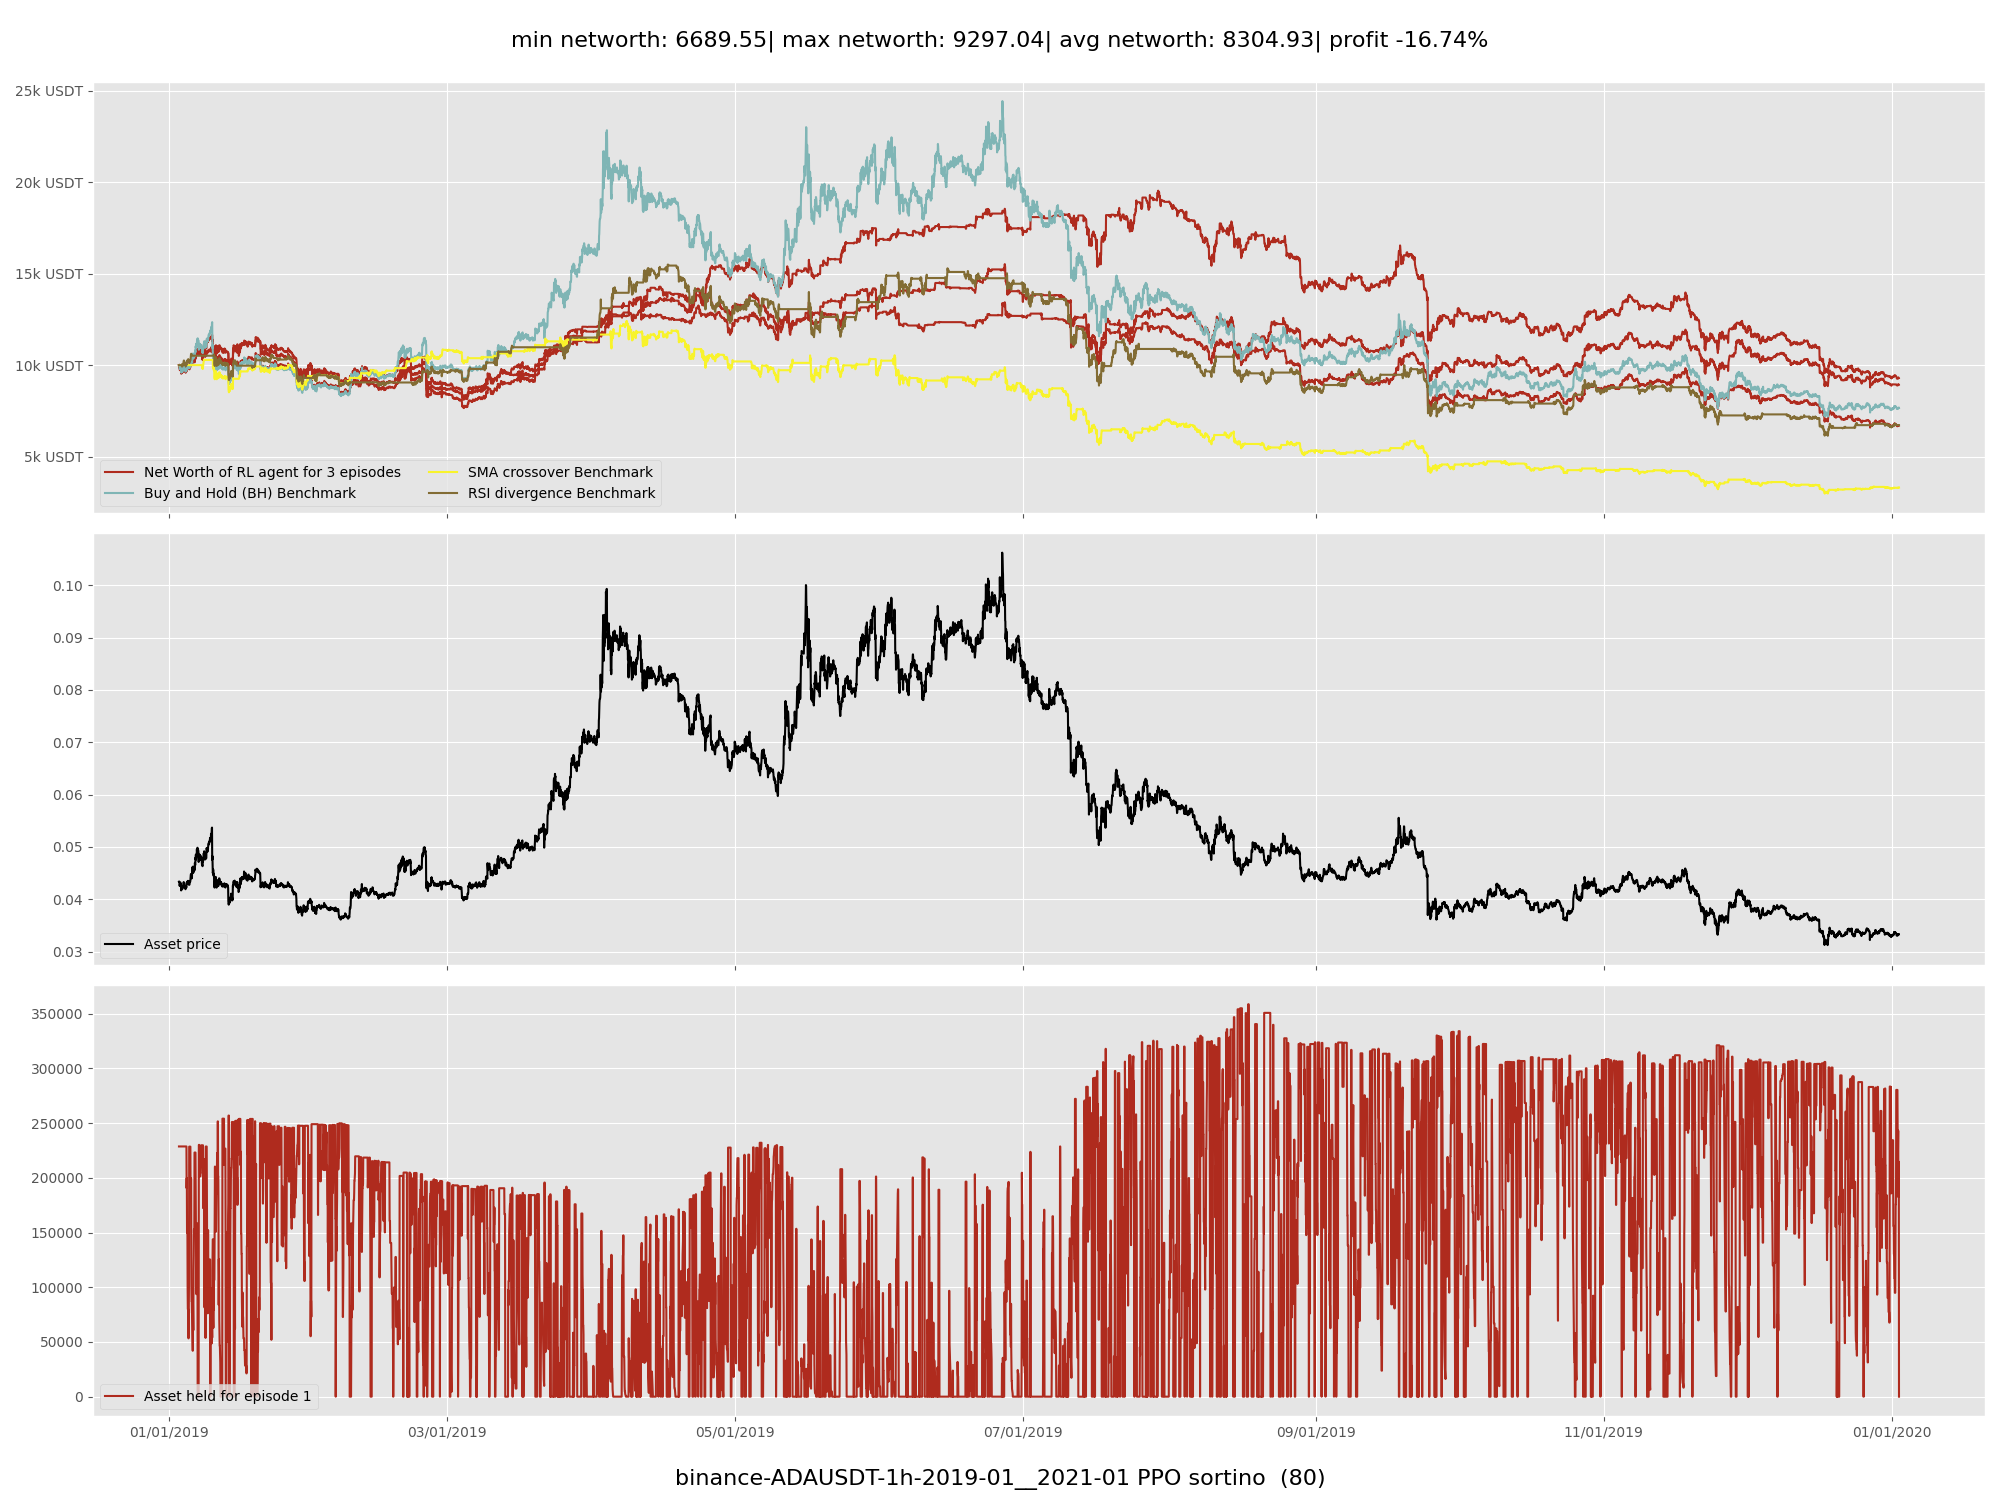 min networth: 6689.55| max networth: 9297.04| avg networth: 8304.93| profit -16.74%
25k USDT
20k USDT
15k USDT
10k USDT
5k USDT
Net Worth of RL agent for 3 episodes
Buy and Hold (BH) Benchmark
SMA crossover Benchmark
RSI divergence Benchmark
0.10
0.09
0.08
0.07
0.06
0.05
0.04
0.03
Asset price
350000
300000
250000
200000
150000
100000
50000
0
Asset held for episode 1
01/01/2019
03/01/2019
05/01/2019
07/01/2019
09/01/2019
11/01/2019
01/01/2020
binance-ADAUSDT-1h-2019-01__2021-01 PPO sortino  (80)